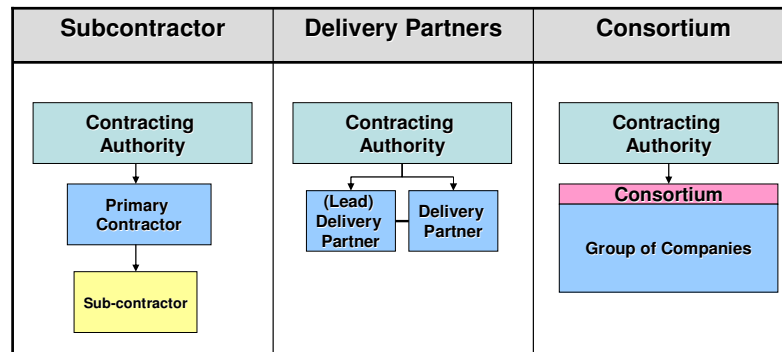 Subcontractor
Delivery Partners
Consortium
Contracting
Authority
Primary
Contractor
Sub-contractor
Contracting
Authority
(Lead)
Delivery
Partner
Delivery
Partner
Contracting
Authority
Consortium
Group of Companies